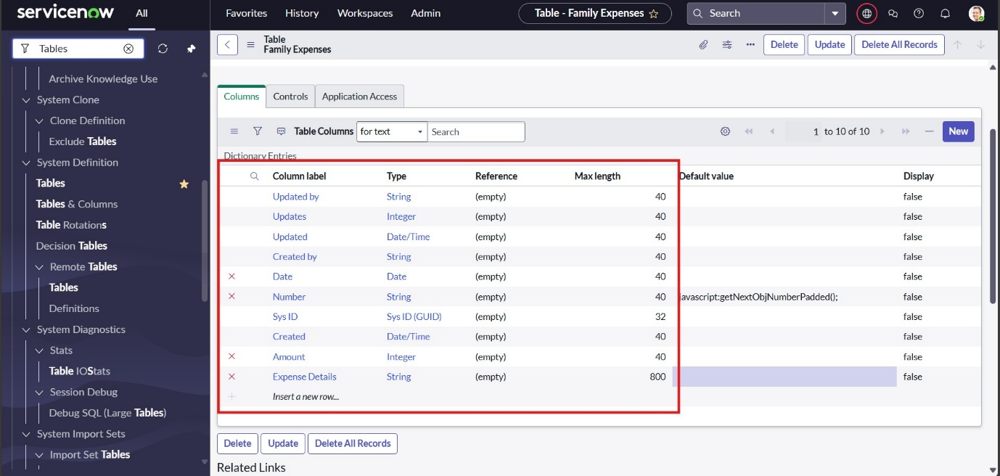 servicenow All Favorites History Workspaces Admin Table - Family Expenses Search
Tables
Archive Knowledge Use
System Clone
Clone Definition
Exclude Tables
System Definition
Tables
Tables & Columns
Table Rotations
Decision Tables
Remote Tables
Tables
Definitions
System Diagnostics
Stats
Table IOStats
Session Debug
Debug SQL (Large Tables)
System Import Sets
Import Set Tables
Table
Family Expenses
Delete Update Delete All Records
Columns Controls Application Access
Table Columns for text Search 1 to 10 of 10 New
Dictionary Entries
Column label Type Reference Max length Default value Display
Updated by String (empty) 40 false
Updates Integer (empty) 40 false
Updated Date/Time (empty) 40 false
Created by String (empty) 40 false
Date Date (empty) 40 false
Number String (empty) 40 javascript:getNextObjNumberPadded(); false
Sys ID Sys ID (GUID) (empty) 32 false
Created Date/Time (empty) 40 false
Amount Integer (empty) 40 false
Expense Details String (empty) 800 false
Insert a new row...
Delete Update Delete All Records
Related Links